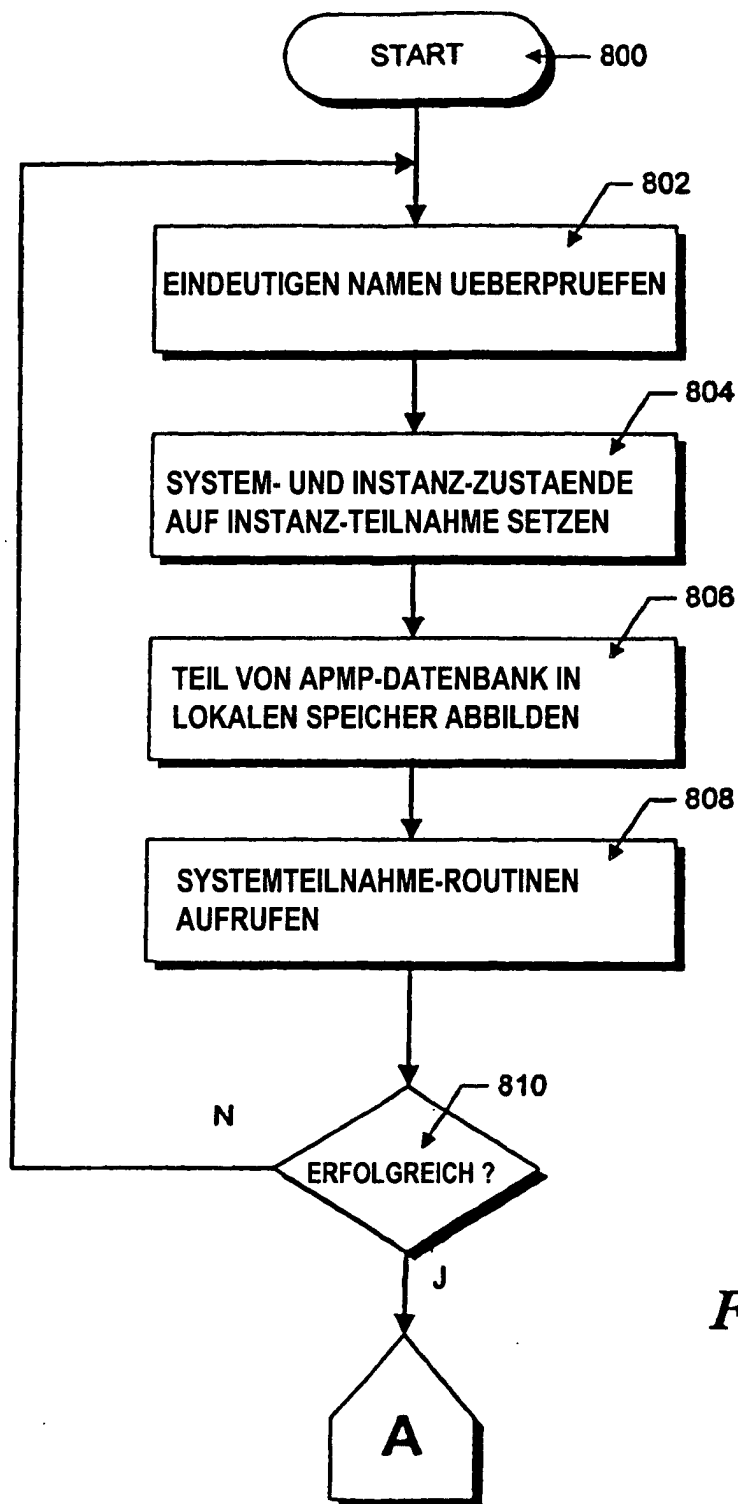 START
800
802
EINDEUTIGEN NAMEN UEBERPRUEFEN
804
SYSTEM- UND INSTANZ-ZUSTAENDE
AUF INSTANZ-TEILNAHME SETZEN
806
TEIL VON APMP-DATENBANK IN
LOKALEN SPEICHER ABBILDEN
808
SYSTEMTEILNAHME-ROUTINEN
AUFRUFEN
810
N
ERFOLGREICH ?
J
F
A